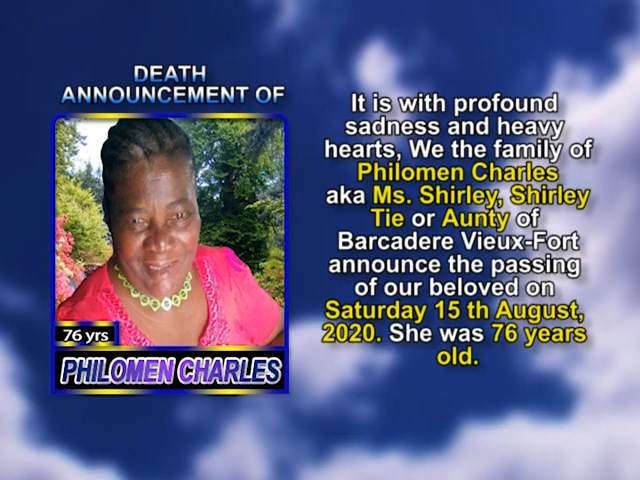 DEATH
ANNOUNCEMENT OF
76 yrs
PHILOMEN CHARLES
It is with profound
sadness and heavy
hearts, We the family of
Philomen Charles
aka Ms. Shirley, Shirley
Tie or Aunty of
Barcadere Vieux-Fort
announce the passing
of our beloved on
Saturday 15 th August,
2020. She was 76 years
old.